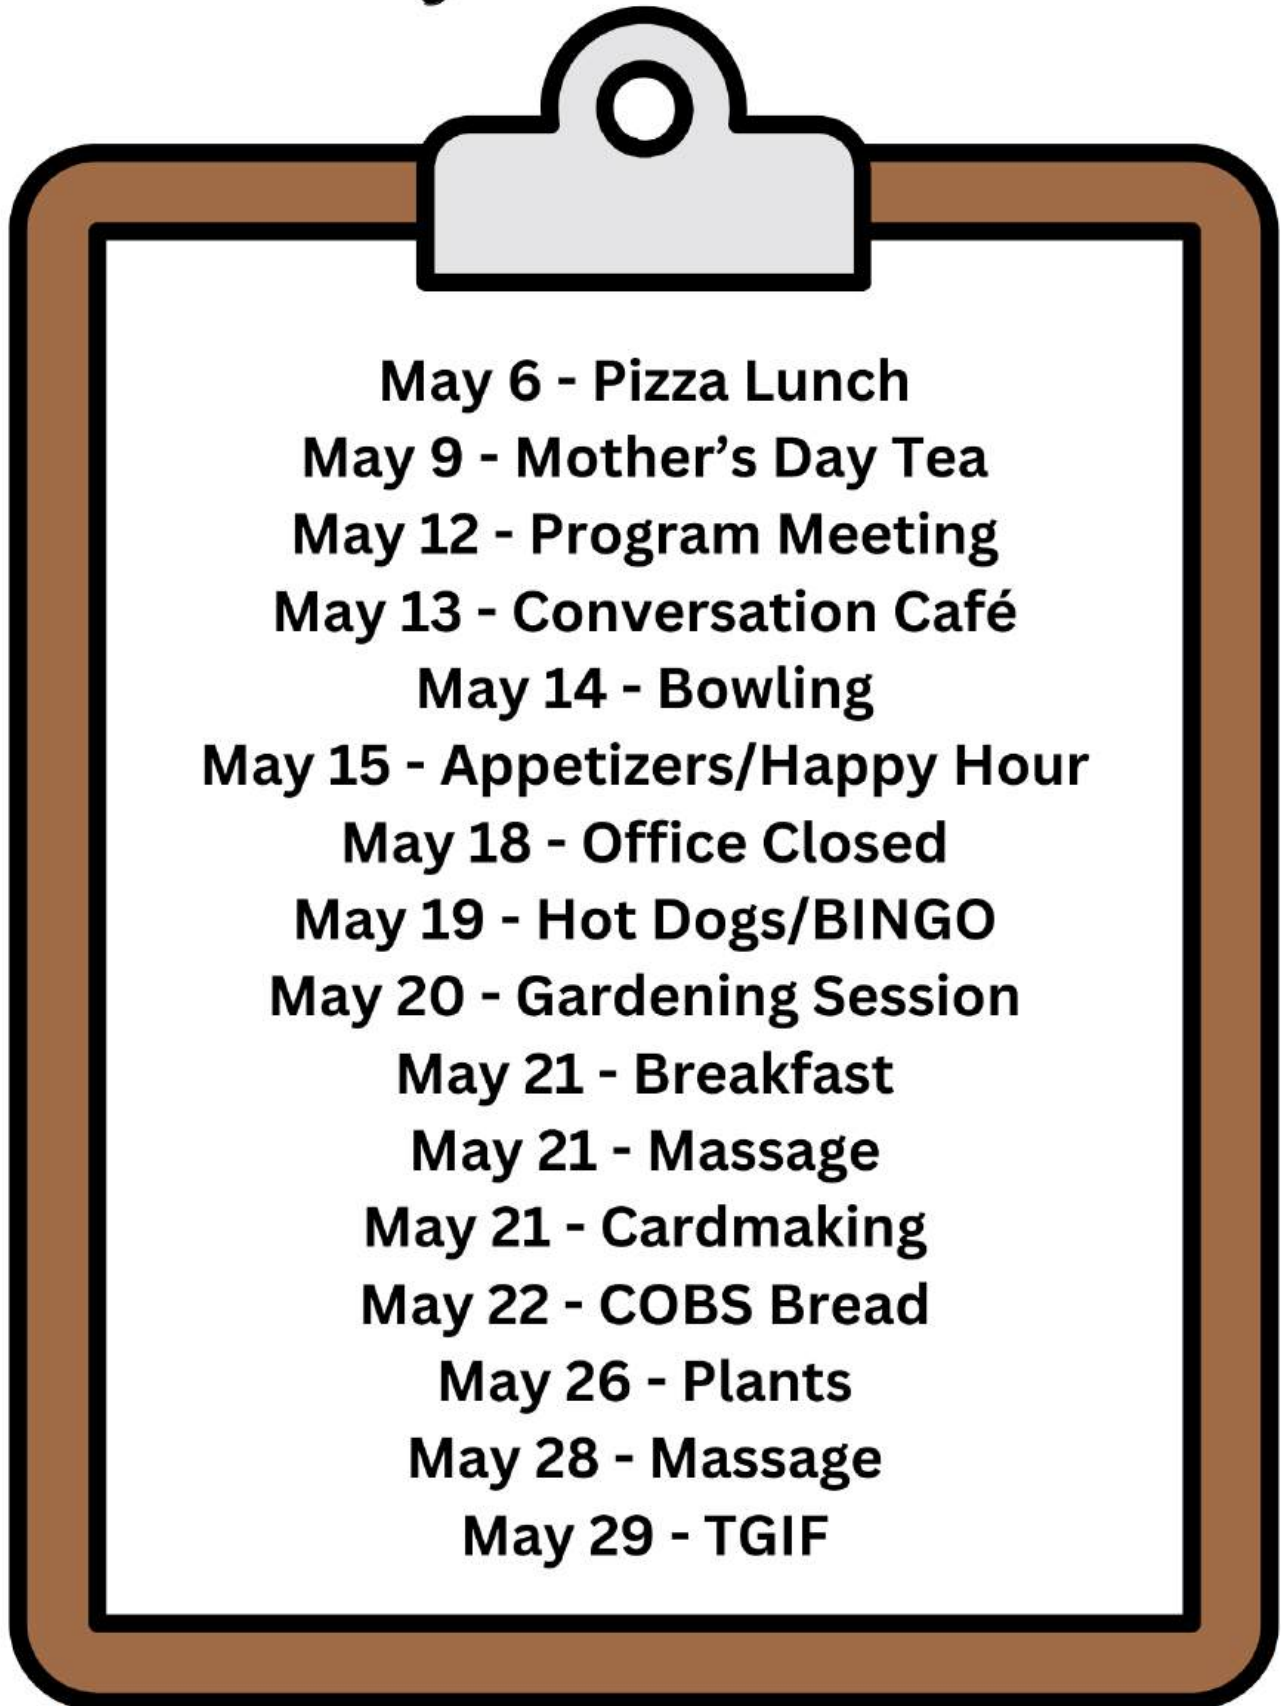 May 6 - Pizza Lunch
May 9 - Mother’s Day Tea
May 12 - Program Meeting
May 13 - Conversation Café
May 14 - Bowling
May 15 - Appetizers/Happy Hour
May 18 - Office Closed
May 19 - Hot Dogs/BINGO
May 20 - Gardening Session
May 21 - Breakfast
May 21 - Massage
May 21 - Cardmaking
May 22 - COBS Bread
May 26 - Plants
May 28 - Massage
May 29 - TGIF